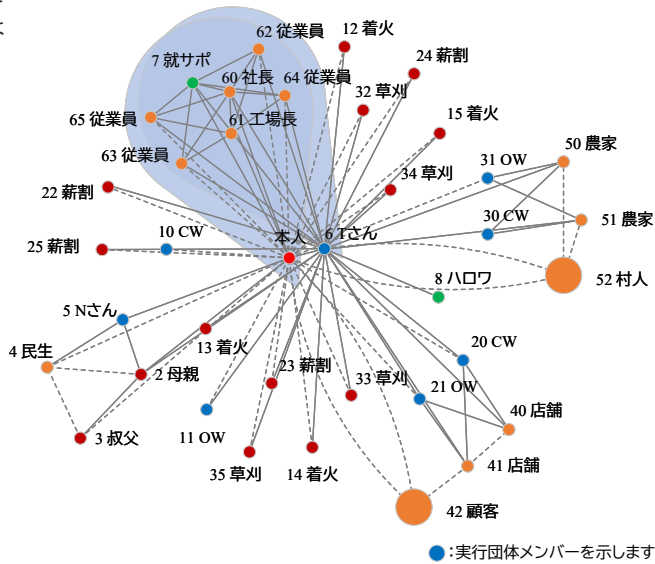 は
62 従業員
12 着火
24 薪割
7 就サポ
60 社長
64 従業員
32 草刈
15 着火
65 従業員
61 工場長
63 従業員
50 農家
31 OW
34 草刈
22 薪割
51 農家
30 CW
10 CW
本人
6 Tさん
25 薪割
52 村人
8 ハロワ
5 Nさん
4 民生
13 着火
20 CW
2 母親
23 薪割
33 草刈
21 OW
40 店舗
3 叔父
11 OW
35 草刈
14 着火
41 店舗
42 顧客
:実行団体メンバーを示します